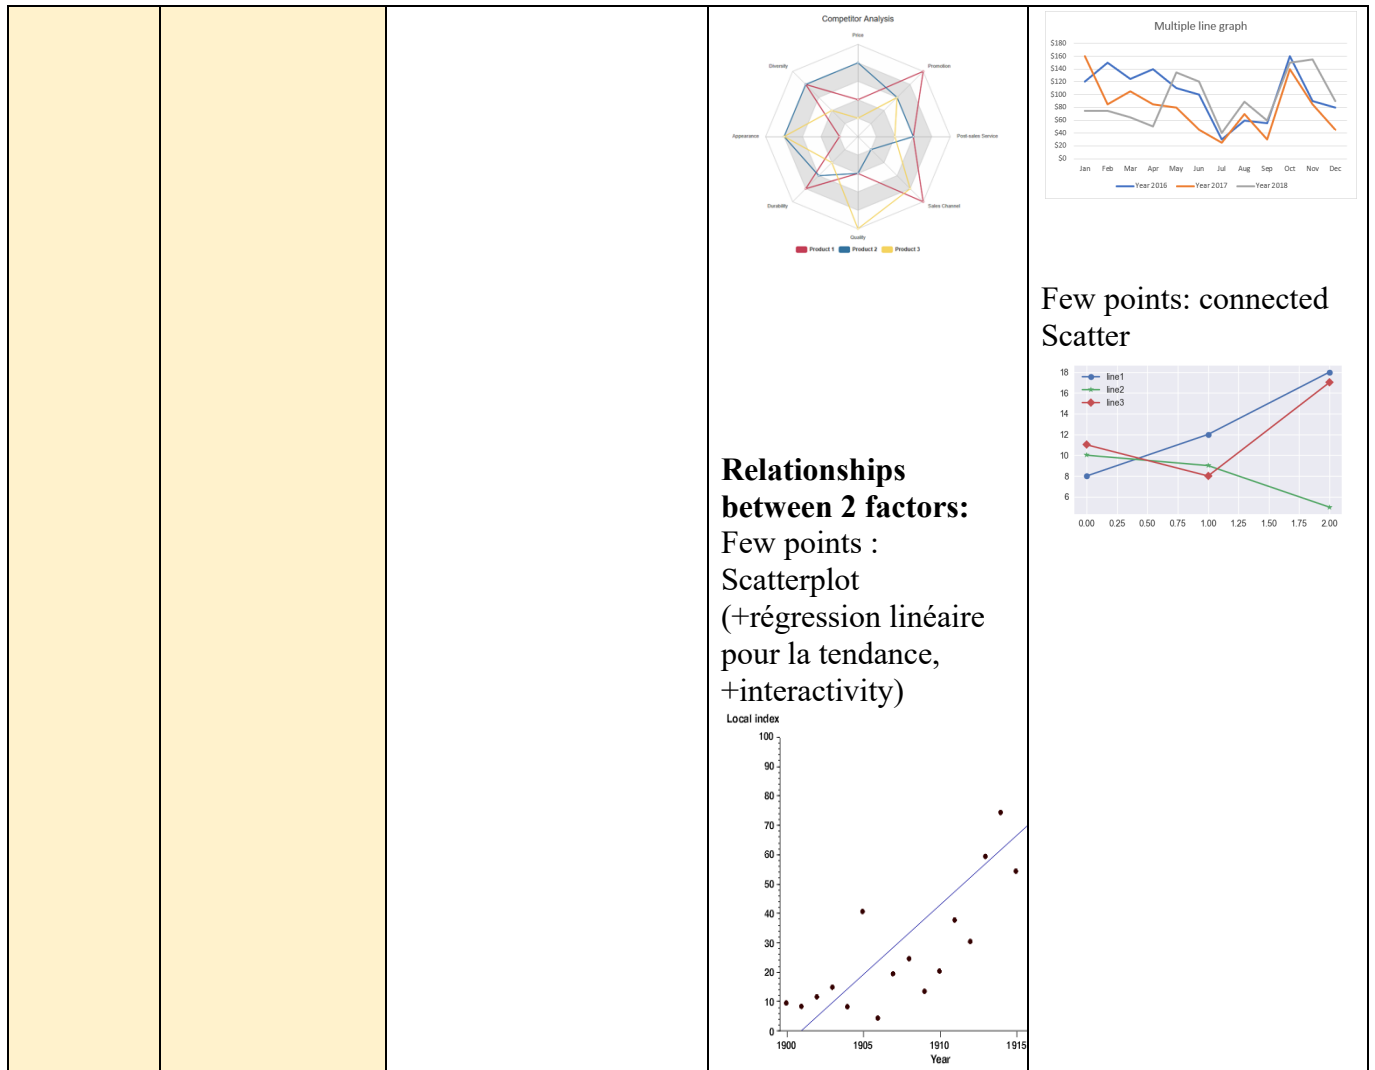 Competitor Analysis
Price
Diversity
Promotion
Appearance
Post-sales Service
Durability
Sales Channel
Quality
Product 1 Product 2 Product 3
Relationships
between 2 factors:
Few points :
Scatterplot
(+régression linéaire
pour la tendance,
+interactivity)
Local index
100
90
80
70
60
50
40
30
20
10
0
1900 1905 1910 1915
Year
Multiple line graph
$180
$160
$140
$120
$100
$80
$60
$40
$20
$0
Jan Feb Mar Apr May Jun Jul Aug Sep Oct Nov Dec
Year 2016 Year 2017 Year 2018
Few points: connected
Scatter
18
16
14
12
10
8
6
line1
line2
line3
0.00 0.25 0.50 0.75 1.00 1.25 1.50 1.75 2.00